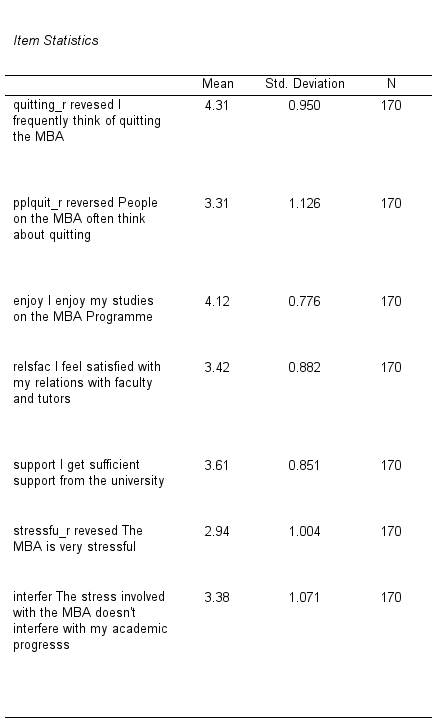 Item Statistics
Mean Std. Deviation N
quitting_r revesed I 4.31 0.950 170
frequently think of quitting
the MBA
pplquit_r reversed People 3.31 1.126 170
on the MBA often think
about quitting
enjoy I enjoy my studies 4.12 0.776 170
on the MBA Programme
relsfac I feel satisfied with 3.42 0.882 170
my relations with faculty
and tutors
support I get sufficient 3.61 0.851 170
support from the university
stressfu_r revesed The 2.94 1.004 170
MBA is very stressful
interfer The stress involved 3.38 1.071 170
with the MBA doesn't
interfere with my academic
progresss